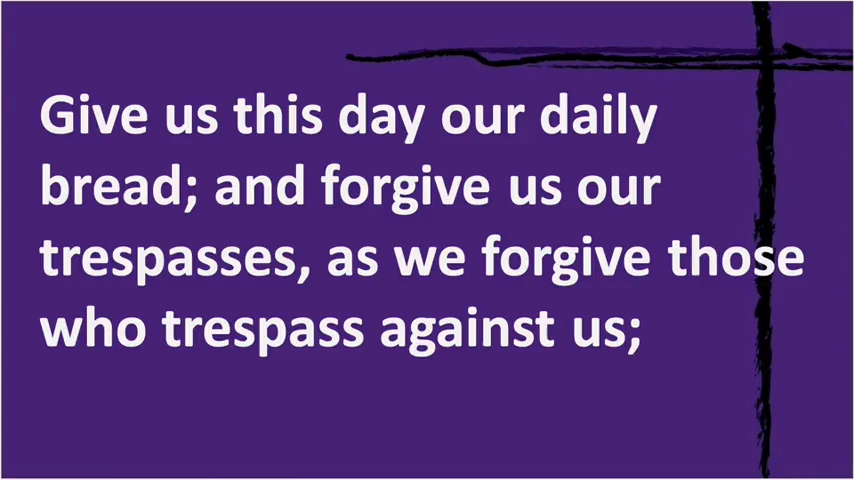 Give us this day our daily
bread; and forgive us our
trespasses, as we forgive those
who trespass against us;